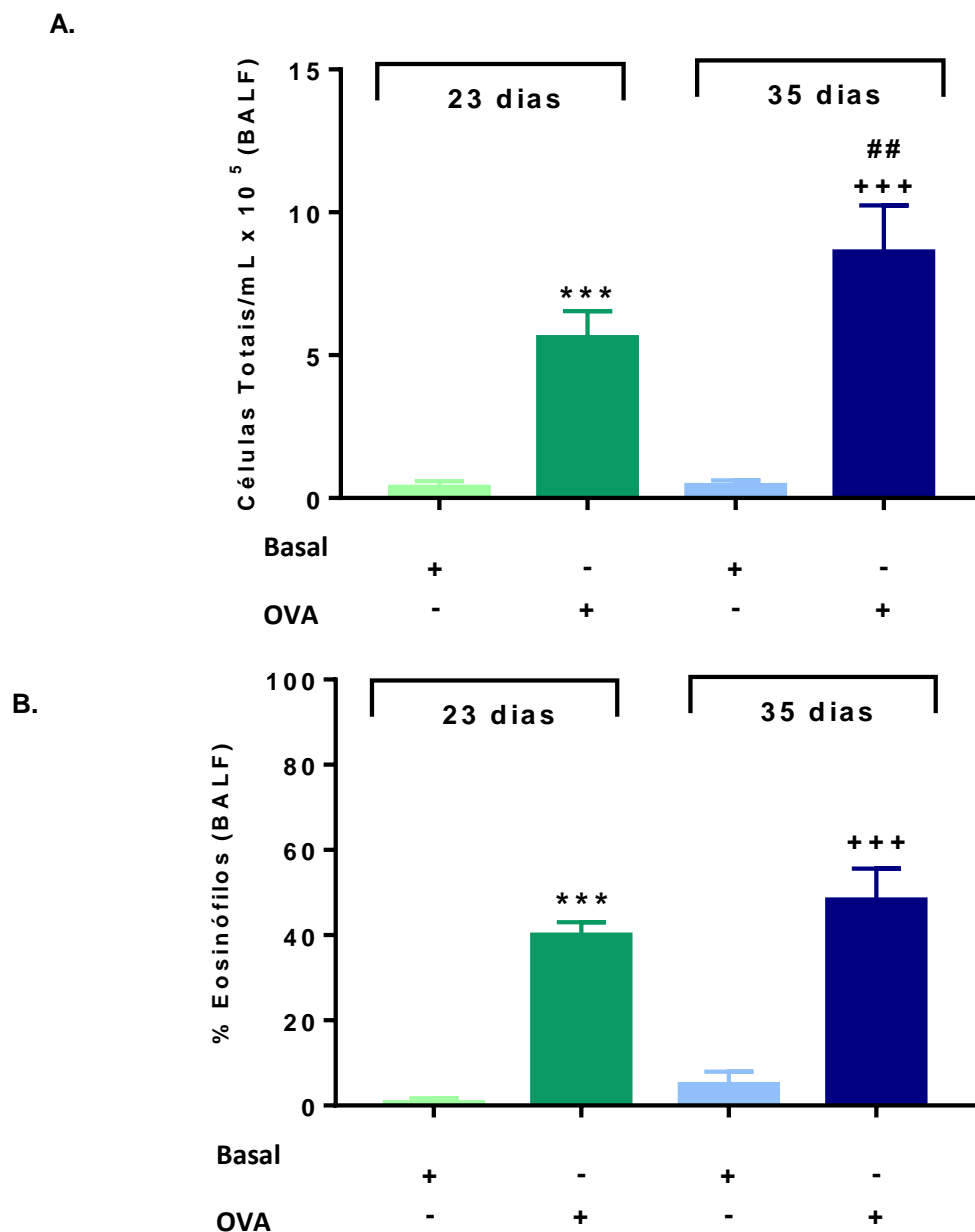 A.
Células Totais/mL x 10 5 (BALF)
15
10
5
0
23 dias
35 dias
***
##
+++
Basal
+ - + -
OVA
- + - +
B.
% Eosinófilos (BALF)
100
80
60
40
20
0
23 dias
35 dias
***
+++
Basal
+ - + -
OVA
- + - +